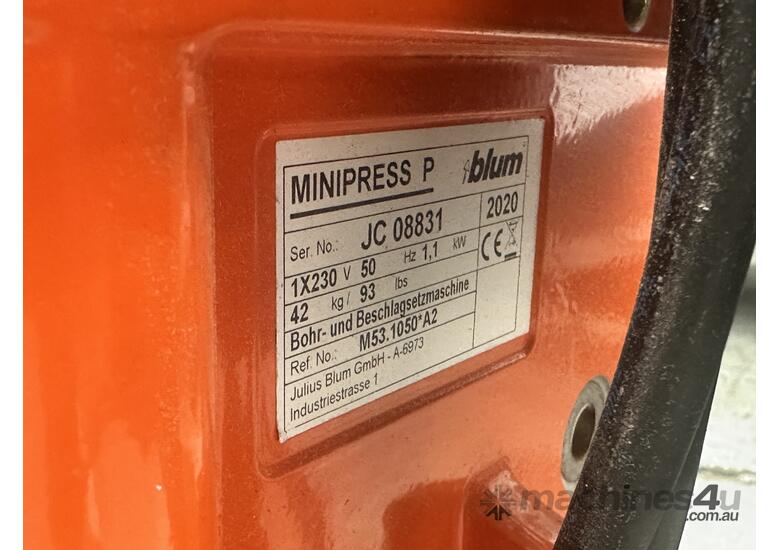 MINIPRESS P
blum
Ser. No.: JC 08831
2020
1X230 V 50 Hz 1,1 kW
CE
42 kg / 93 lbs
Bohr- und Beschlagsetzmaschine
Ref. No.: M53.1050*A2
Julius Blum GmbH - A-6973
Industriestrasse 1
machines4u
.com.au